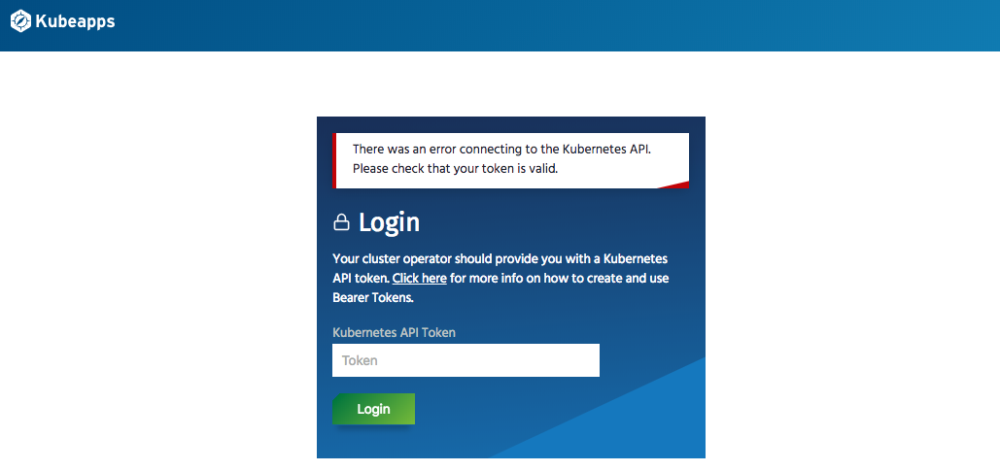 Kubeapps
There was an error connecting to the Kubernetes API.
Please check that your token is valid.
Login
Your cluster operator should provide you with a Kubernetes
API token. Click here for more info on how to create and use
Bearer Tokens.
Kubernetes API Token
Token
Login